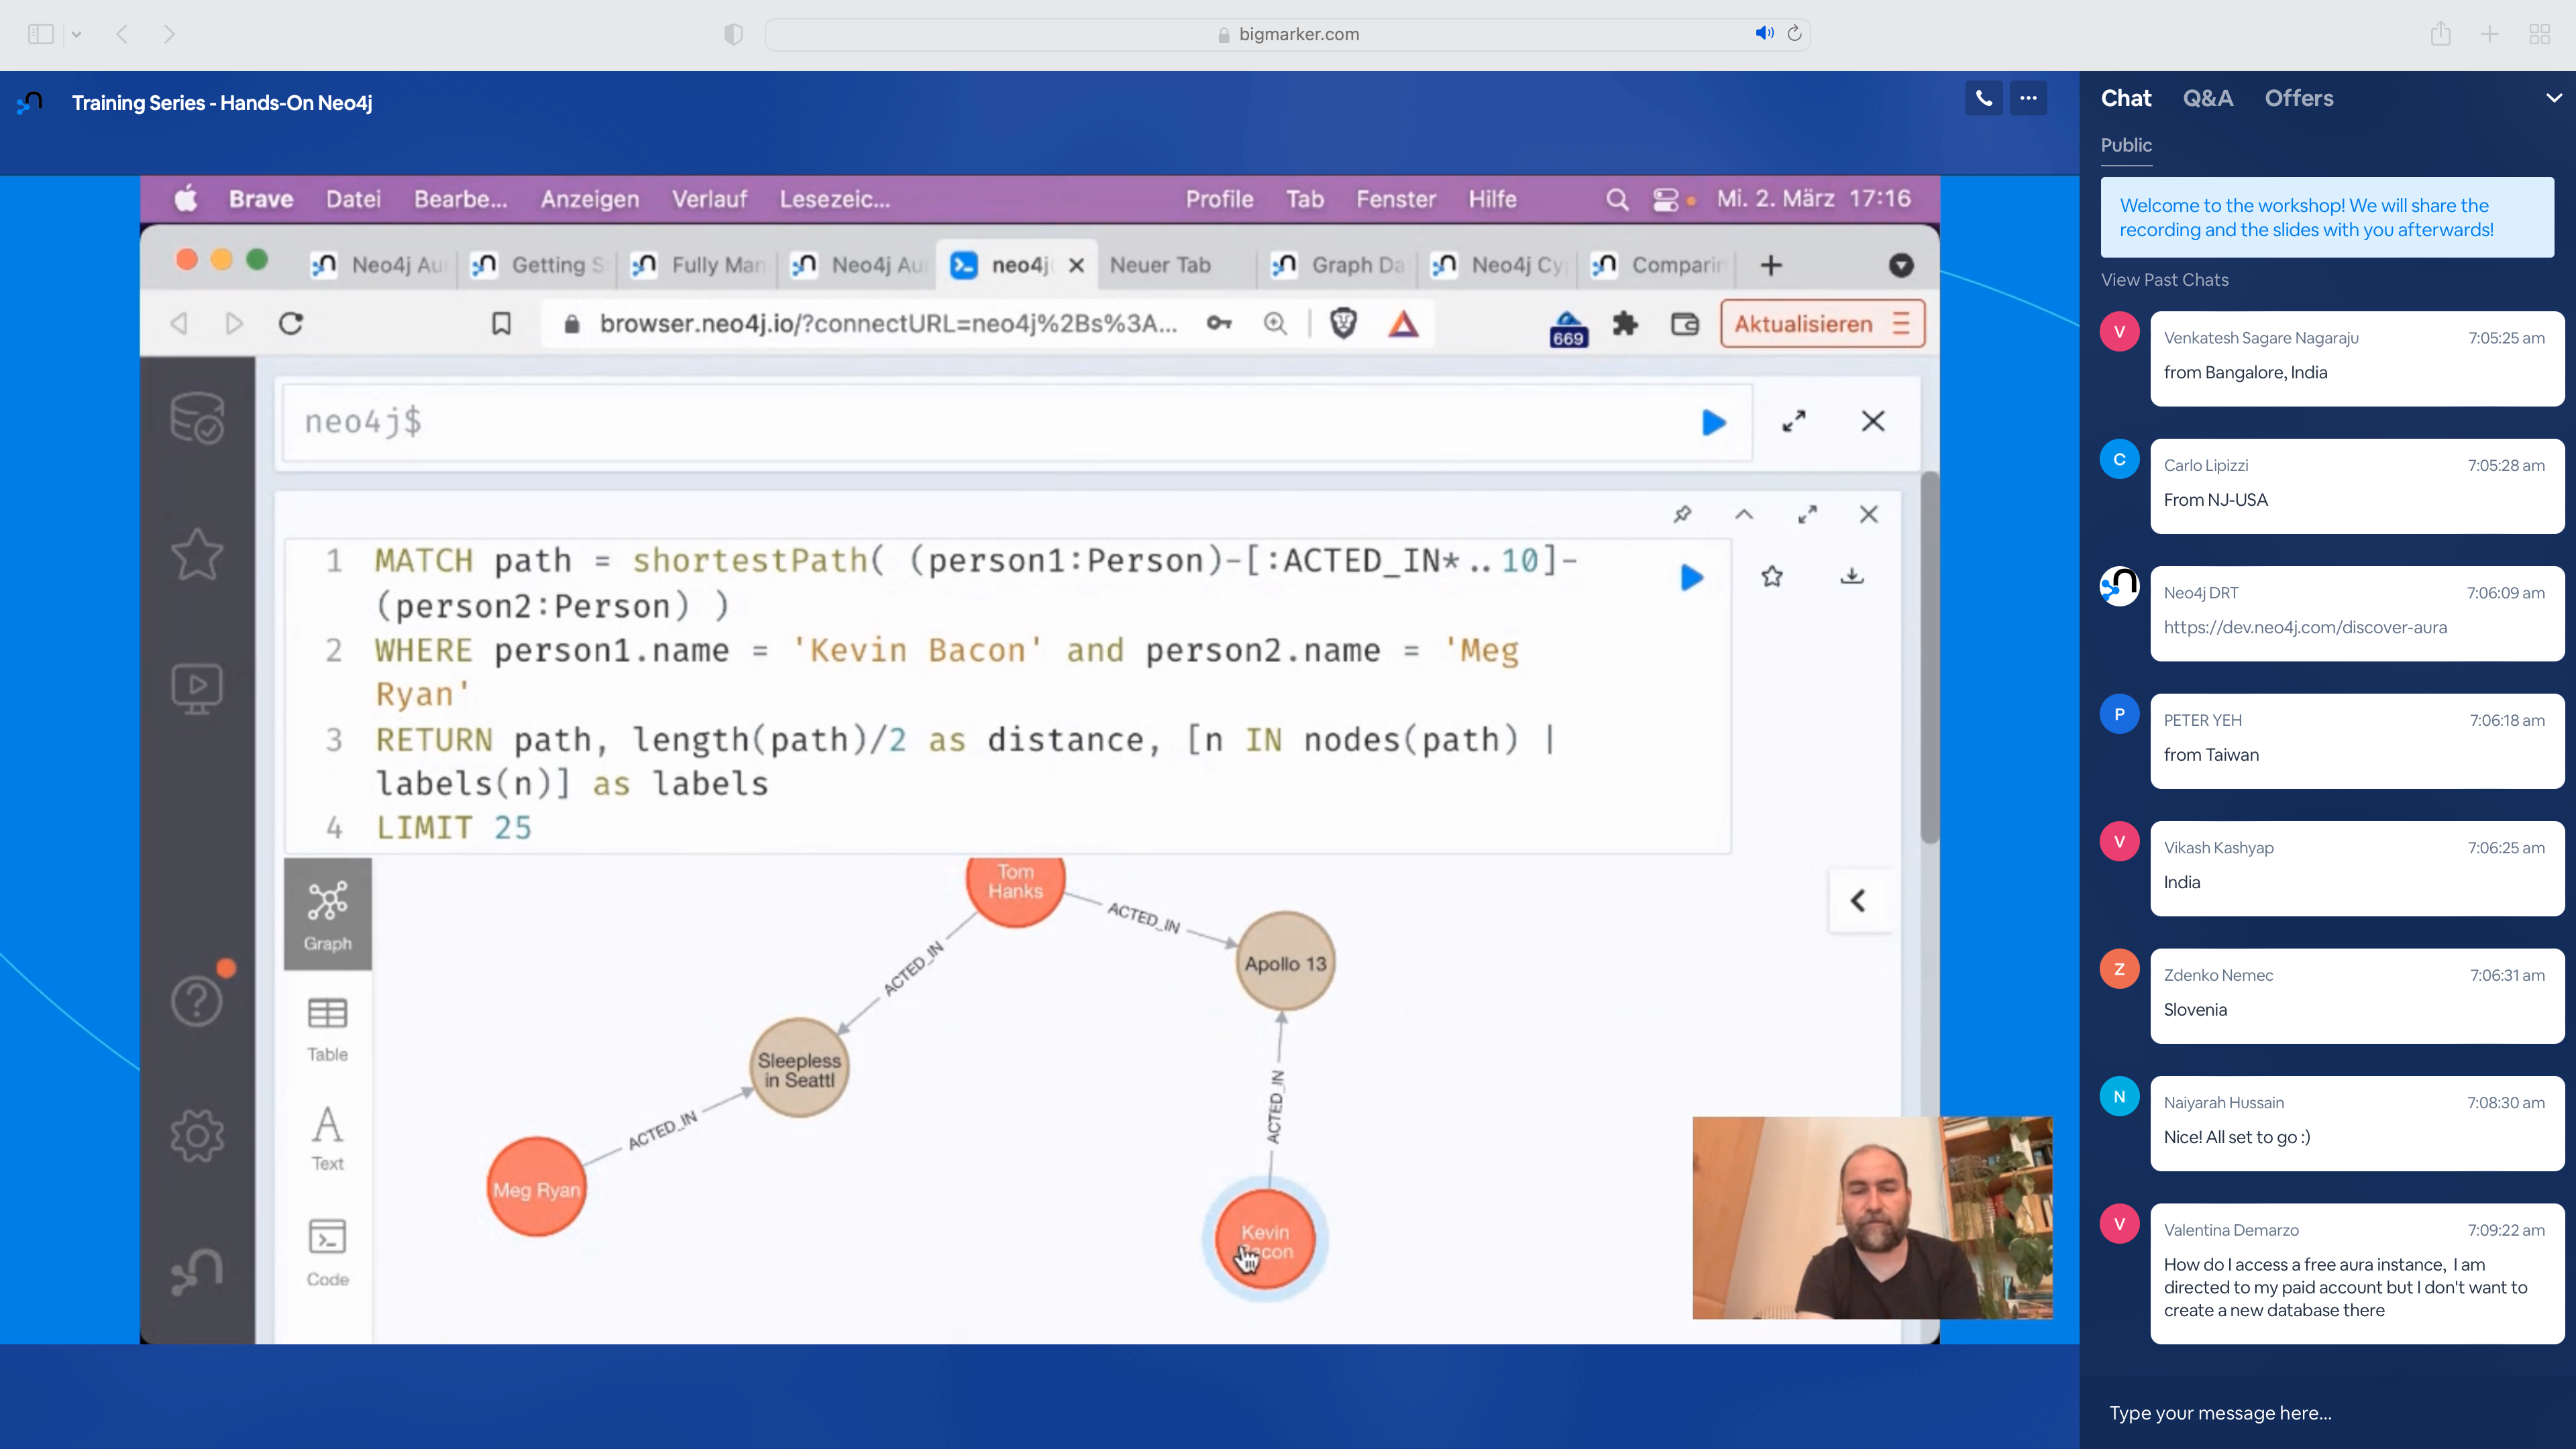 bigmarker.com
Training Series - Hands-On Neo4j
Brave Datei Bearbe... Anzeigen Verlauf Lesezeic... Profile Tab Fenster Hilfe Mi. 2. März 17:16
Neo4j Au Getting S Fully Man Neo4j Au neo4j Neuer Tab Graph Da Neo4j Cy Comparin
browser.neo4j.io/?connectURL=neo4j%2Bs%3A... 669 Aktualisieren
neo4j$
1 MATCH path = shortestPath( (person1:Person)-[:ACTED_IN*..10]-
(person2:Person) )
2 WHERE person1.name = 'Kevin Bacon' and person2.name = 'Meg
Ryan'
3 RETURN path, length(path)/2 as distance, [n IN nodes(path) |
labels(n)] as labels
4 LIMIT 25
Graph
Table
Text
Code
Tom
Hanks
ACTED_IN
Apollo 13
ACTED_IN
Sleepless
in Seattl
ACTED_IN
ACTED_IN
Meg Ryan
Kevin
Chat Q&A Offers
Public
Welcome to the workshop! We will share the
recording and the slides with you afterwards!
View Past Chats
V Venkatesh Sagare Nagaraju 7:05:25 am
from Bangalore, India
C Carlo Lipizzi 7:05:28 am
From NJ-USA
Neo4j DRT 7:06:09 am
https://dev.neo4j.com/discover-aura
P PETER YEH 7:06:18 am
from Taiwan
V Vikash Kashyap 7:06:25 am
India
Z Zdenko Nemec 7:06:31 am
Slovenia
N Naiyarah Hussain 7:08:30 am
Nice! All set to go :)
V Valentina Demarzo 7:09:22 am
How do I access a free aura instance, I am
directed to my paid account but I don't want to
create a new database there
Type your message here...